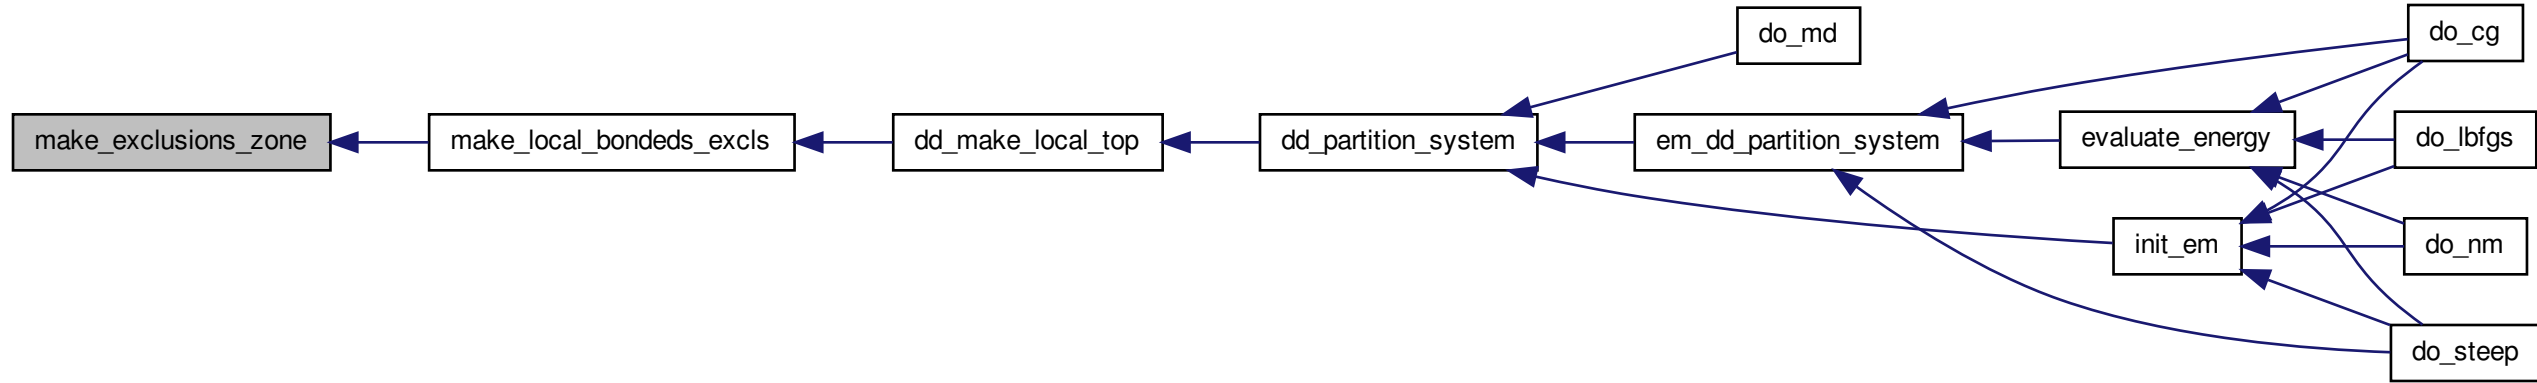 make_exclusions_zone
make_local_bondeds_excls
dd_make_local_top
dd_partition_system
do_md
em_dd_partition_system
evaluate_energy
init_em
do_cg
do_lbfgs
do_nm
do_steep